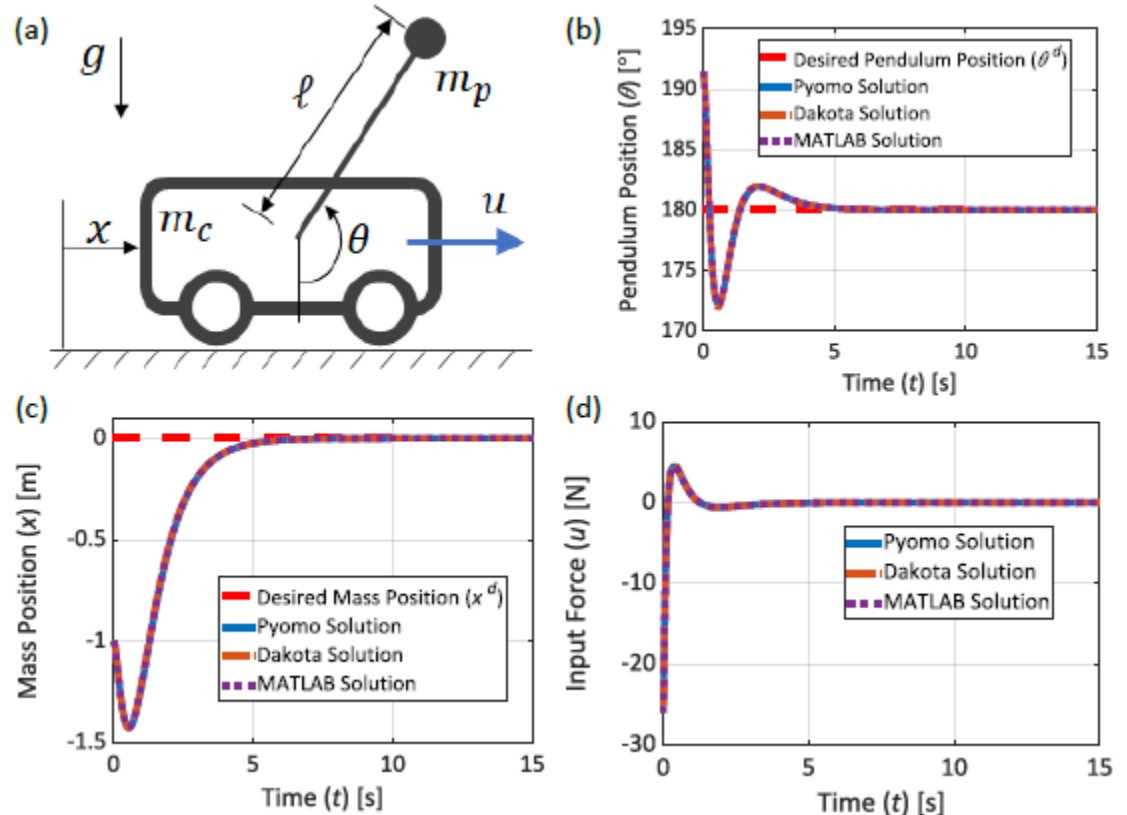 (a)
g
ℓ
m_p
x
m_c
θ
u
(b)
195
190
185
180
175
170
Pendulum Position (θ) [°]
Desired Pendulum Position (θ^d)
Pyomo Solution
Dakota Solution
MATLAB Solution
0
5
10
15
Time (t) [s]
(c)
0
-0.5
-1
-1.5
Mass Position (x) [m]
Desired Mass Position (x^d)
Pyomo Solution
Dakota Solution
MATLAB Solution
0
5
10
15
Time (t) [s]
(d)
10
0
-10
-20
-30
Input Force (u) [N]
Pyomo Solution
Dakota Solution
MATLAB Solution
0
5
10
15
Time (t) [s]